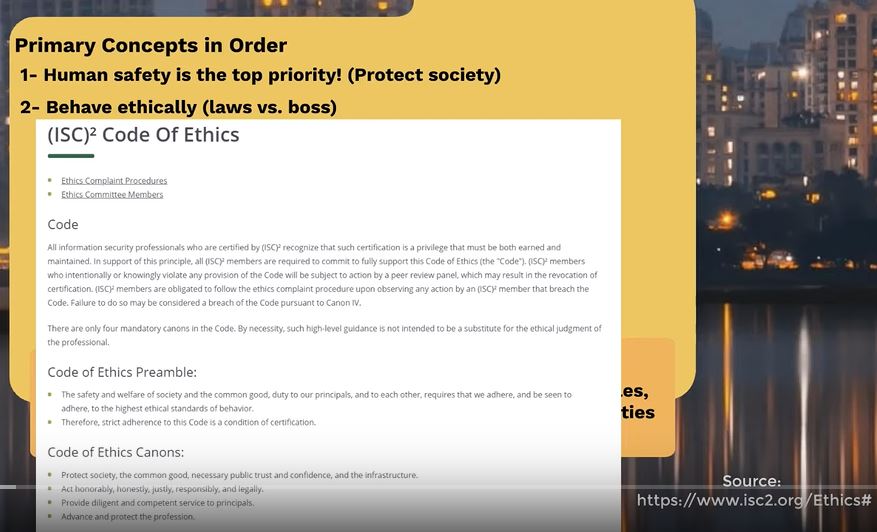 Primary Concepts in Order
1- Human safety is the top priority! (Protect society)
2- Behave ethically (laws vs. boss)
(ISC)² Code Of Ethics
Ethics Complaint Procedures
Ethics Committee Members
Code
All information security professionals who are certified by (ISC)² recognize that such certification is a privilege that must be both earned and
maintained. In support of this principle, all (ISC)² members are required to commit to fully support this Code of Ethics (the "Code"). (ISC)² members
who intentionally or knowingly violate any provision of the Code will be subject to action by a peer review panel, which may result in the revocation of
certification. (ISC)² members are obligated to follow the ethics complaint procedure upon observing any action by an (ISC)² member that breach the
Code. Failure to do so may be considered a breach of the Code pursuant to Canon IV.
There are only four mandatory canons in the Code. By necessity, such high-level guidance is not intended to be a substitute for the ethical judgment of
the professional.
Code of Ethics Preamble:
The safety and welfare of society and the common good, duty to our principals, and to each other, requires that we adhere, and be seen to
adhere, to the highest ethical standards of behavior.
Therefore, strict adherence to this Code is a condition of certification.
Code of Ethics Canons:
Protect society, the common good, necessary public trust and confidence, and the infrastructure.
Act honorably, honestly, justly, responsibly, and legally.
Provide diligent and competent service to principals.
Advance and protect the profession.
Source:
https://www.isc2.org/Ethics#